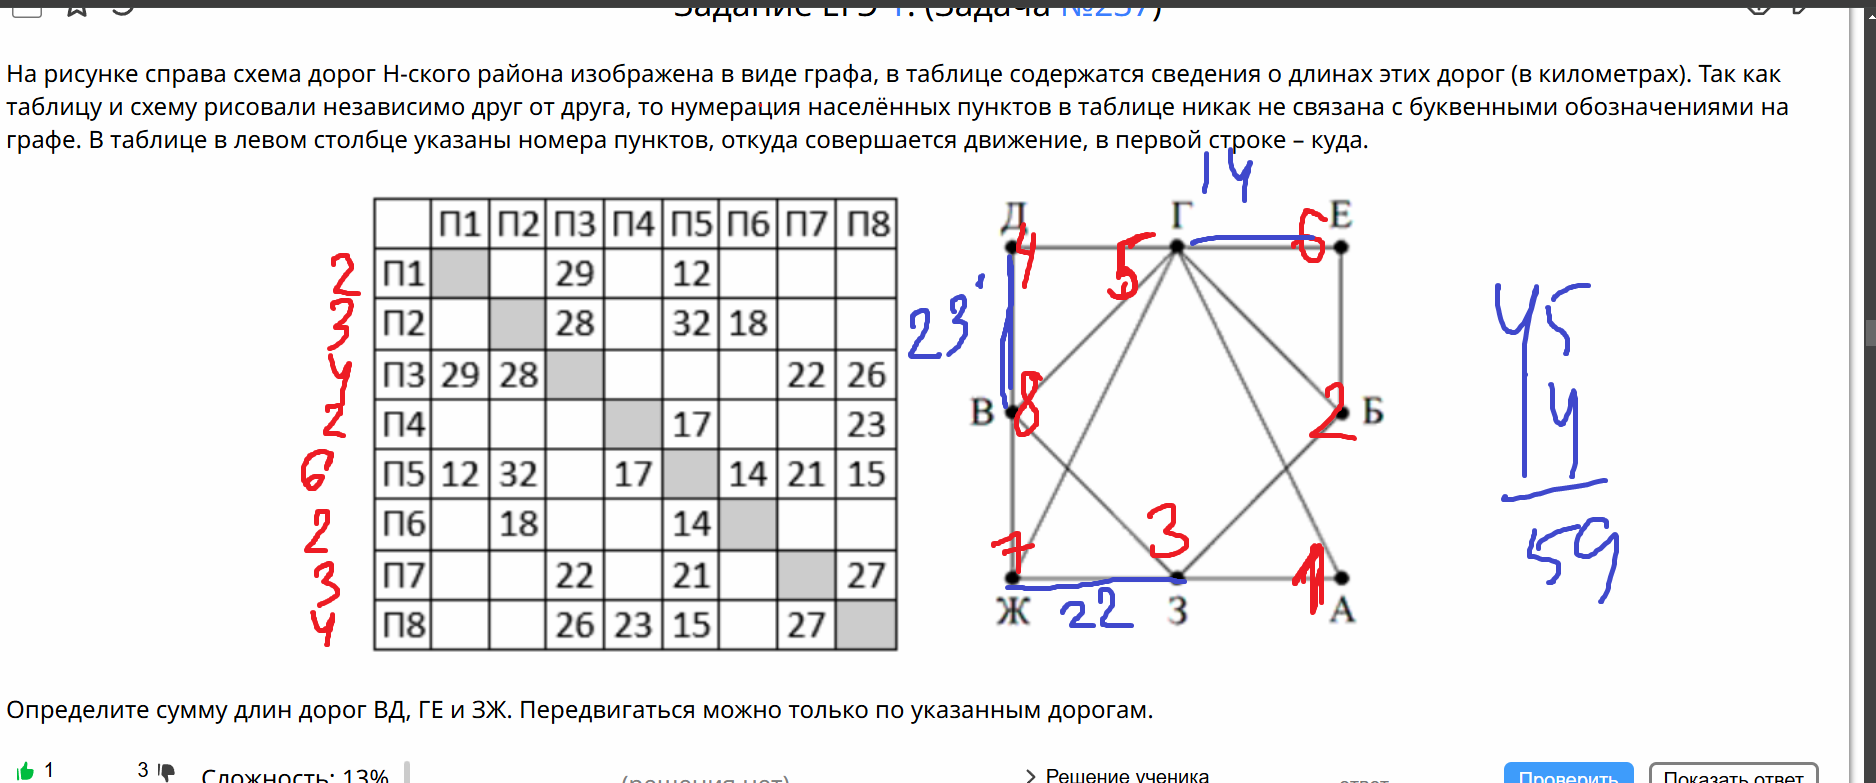 Задание ЕГЭ 1. (Задача №237)
На рисунке справа схема дорог Н-ского района изображена в виде графа, в таблице содержатся сведения о длинах этих дорог (в километрах). Так как
таблицу и схему рисовали независимо друг от друга, то нумерация населённых пунктов в таблице никак не связана с буквенными обозначениями на
графе. В таблице в левом столбце указаны номера пунктов, откуда совершается движение, в первой строке – куда.
П1 П2 П3 П4 П5 П6 П7 П8
2 П1 29 12
3 П2 28 32 18
4 П3 29 28 22 26
2 П4 17 23
6 П5 12 32 17 14 21 15
2 П6 18 14
3 П7 22 21 27
4 П8 26 23 15 27
14
Д Г Е
4 5 6
23
В 8 2 Б
7 3 1
Ж 22 З А
45
14
59
Определите сумму длин дорог ВД, ГЕ и ЗЖ. Передвигаться можно только по указанным дорогам.
1 3 Сложность: 13% (решения нет) Решение ученика ответ Проверить Показать ответ